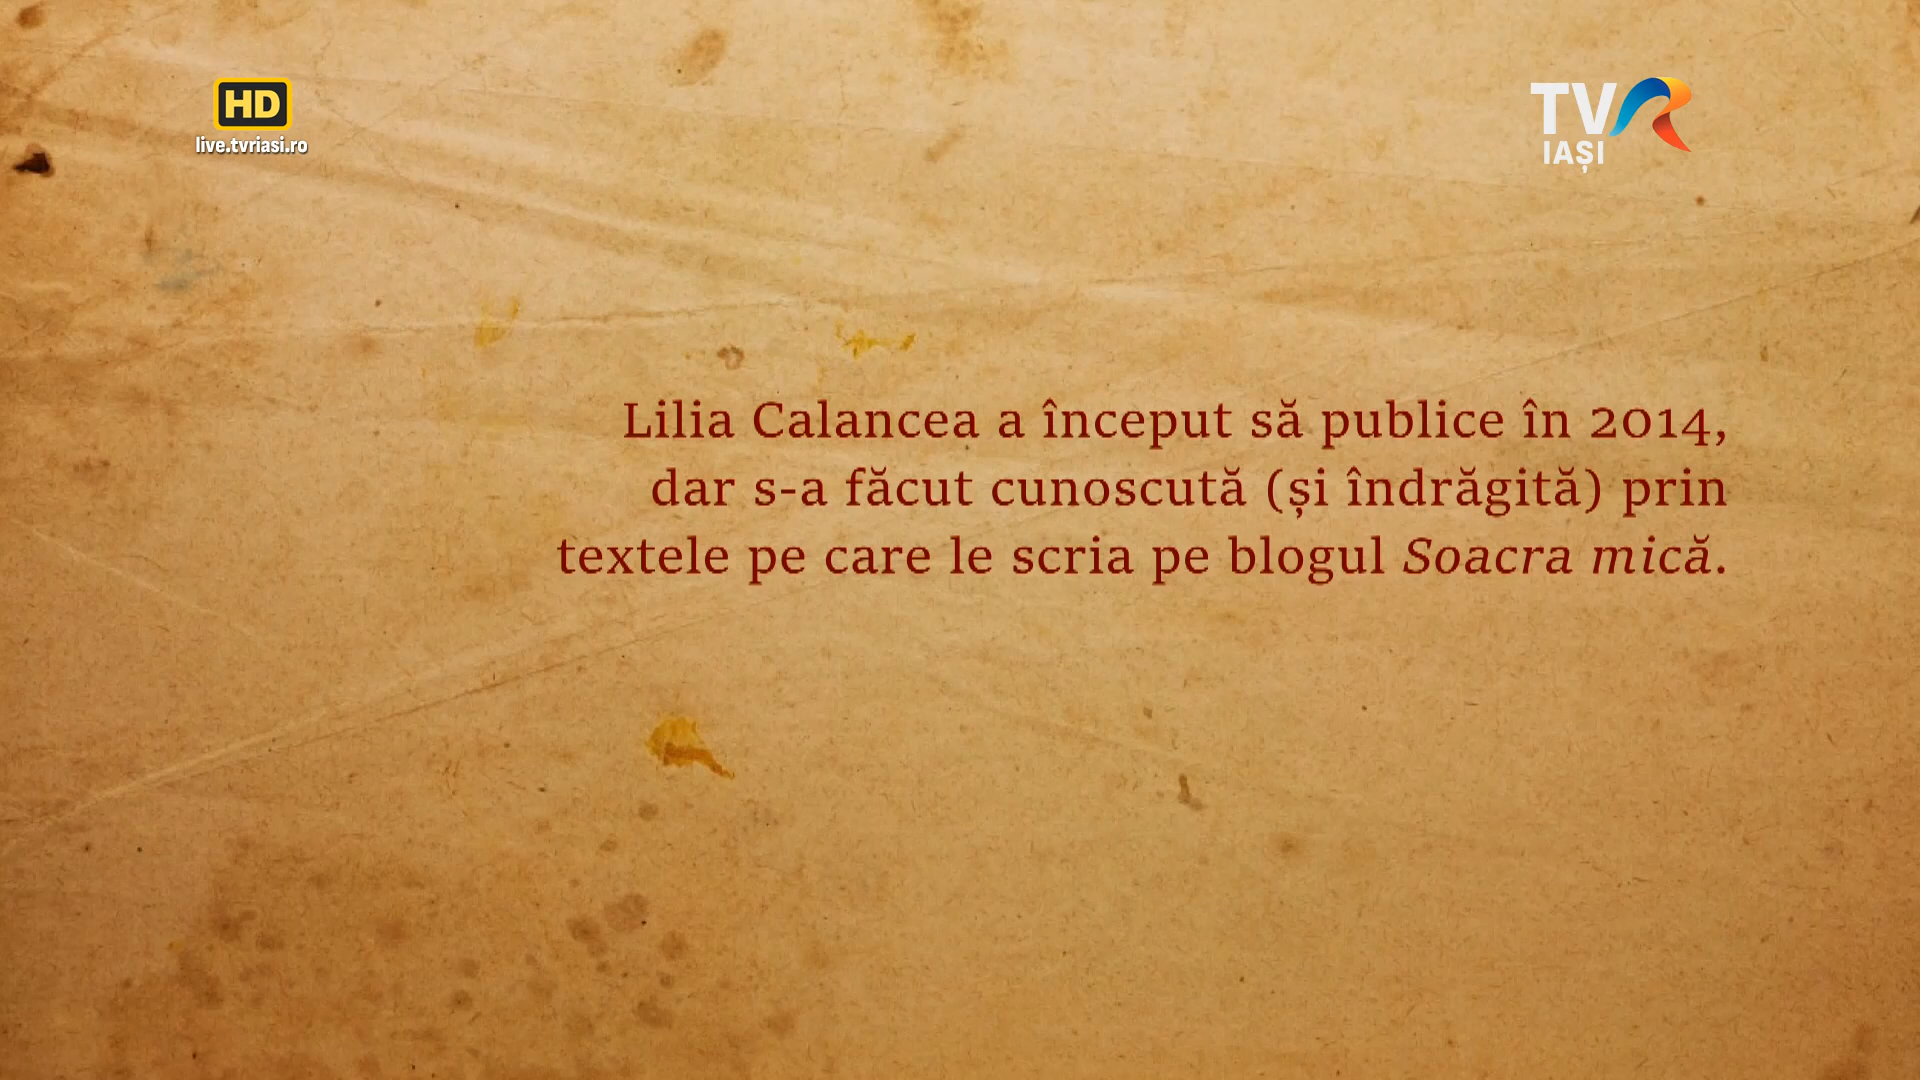 HD
live.tvriasi.ro
TVR
IAȘI
Lilia Calancea a început să publice în 2014,
dar s-a făcut cunoscută (și îndrăgită) prin
textele pe care le scria pe blogul Soacra mică.